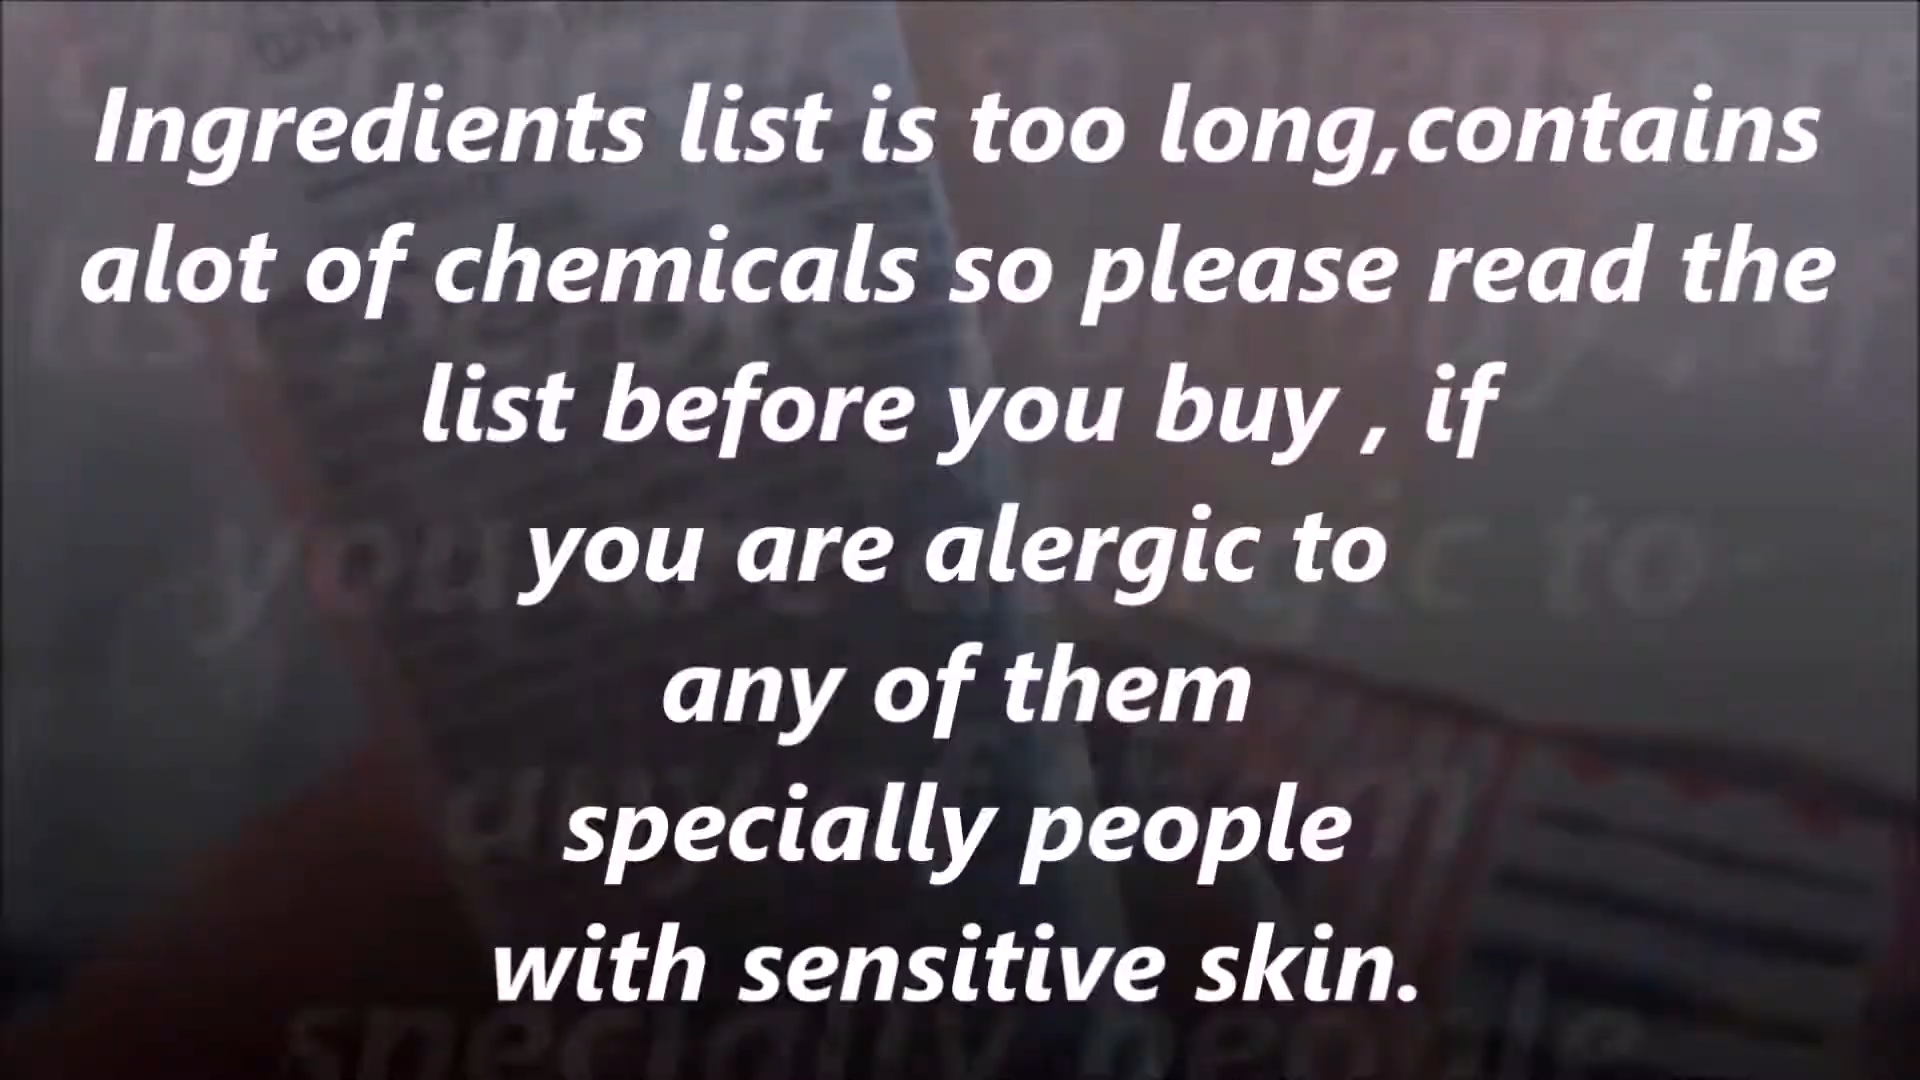 Ingredients list is too long,contains
alot of chemicals so please read the
list before you buy , if
you are alergic to
any of them
specially people
with sensitive skin.